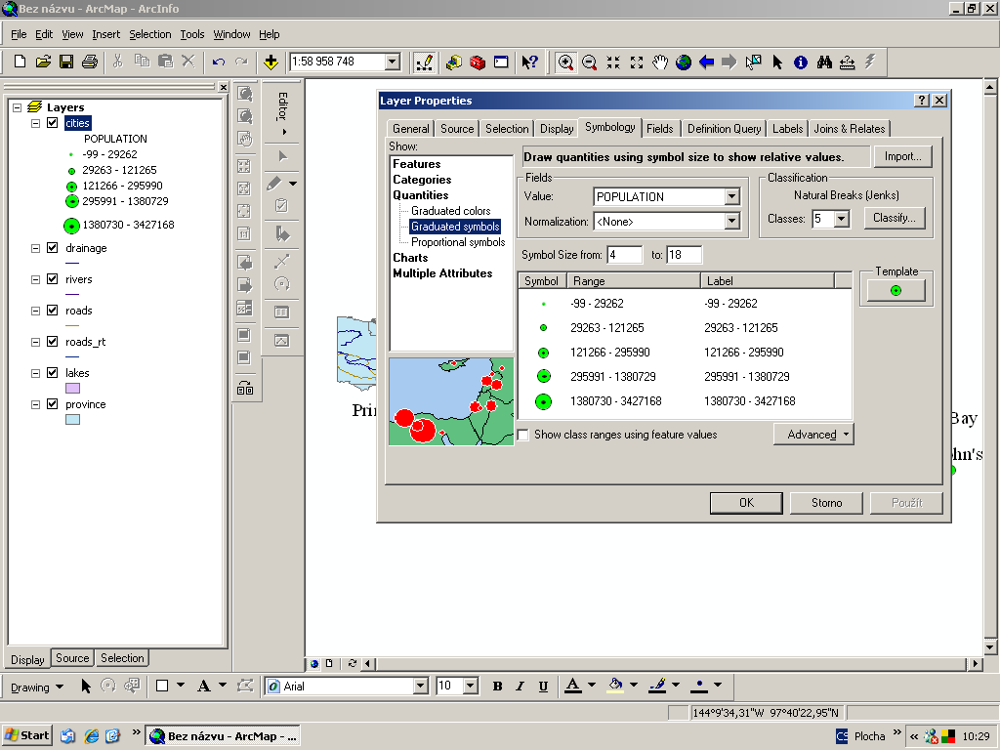 Bez názvu - ArcMap - ArcInfo
File Edit View Insert Selection Tools Window Help
1:58 958 748
Layers
cities
POPULATION
-99 - 29262
29263 - 121265
121266 - 295990
295991 - 1380729
1380730 - 3427168
drainage
rivers
roads
roads_rt
lakes
province
Display Source Selection
Editor
Prin
Bay
ohn's
Layer Properties
General Source Selection Display Symbology Fields Definition Query Labels Joins & Relates
Show:
Features
Categories
Quantities
Graduated colors
Graduated symbols
Proportional symbols
Charts
Multiple Attributes
Draw quantities using symbol size to show relative values.
Import...
Fields
Value: POPULATION
Normalization: <None>
Classification
Natural Breaks (Jenks)
Classes: 5 Classify...
Symbol Size from: 4 to: 18
Symbol Range Label
-99 - 29262 -99 - 29262
29263 - 121265 29263 - 121265
121266 - 295990 121266 - 295990
295991 - 1380729 295991 - 1380729
1380730 - 3427168 1380730 - 3427168
Template
Show class ranges using feature values
Advanced
OK Storno Použít
Drawing A Arial 10 B I U A
144°9'34,31"W 97°40'22,95"N
Start » Bez názvu - ArcMap - ... CS Plocha » « 10:29